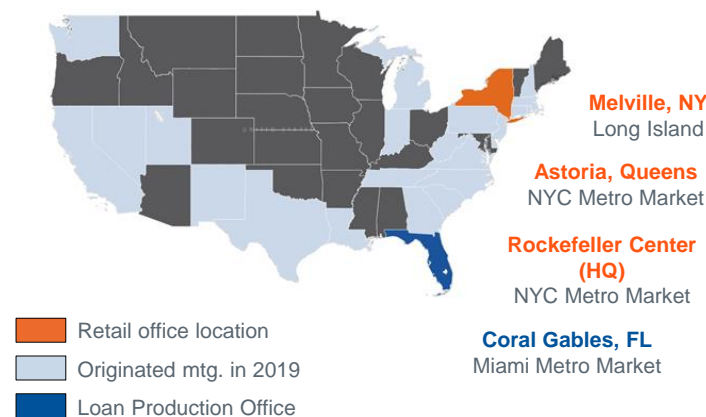 Melville, NY
Long Island
Astoria, Queens
NYC Metro Market
Rockefeller Center
(HQ)
NYC Metro Market
Coral Gables, FL
Miami Metro Market
Retail office location
Originated mtg. in 2019
Loan Production Office